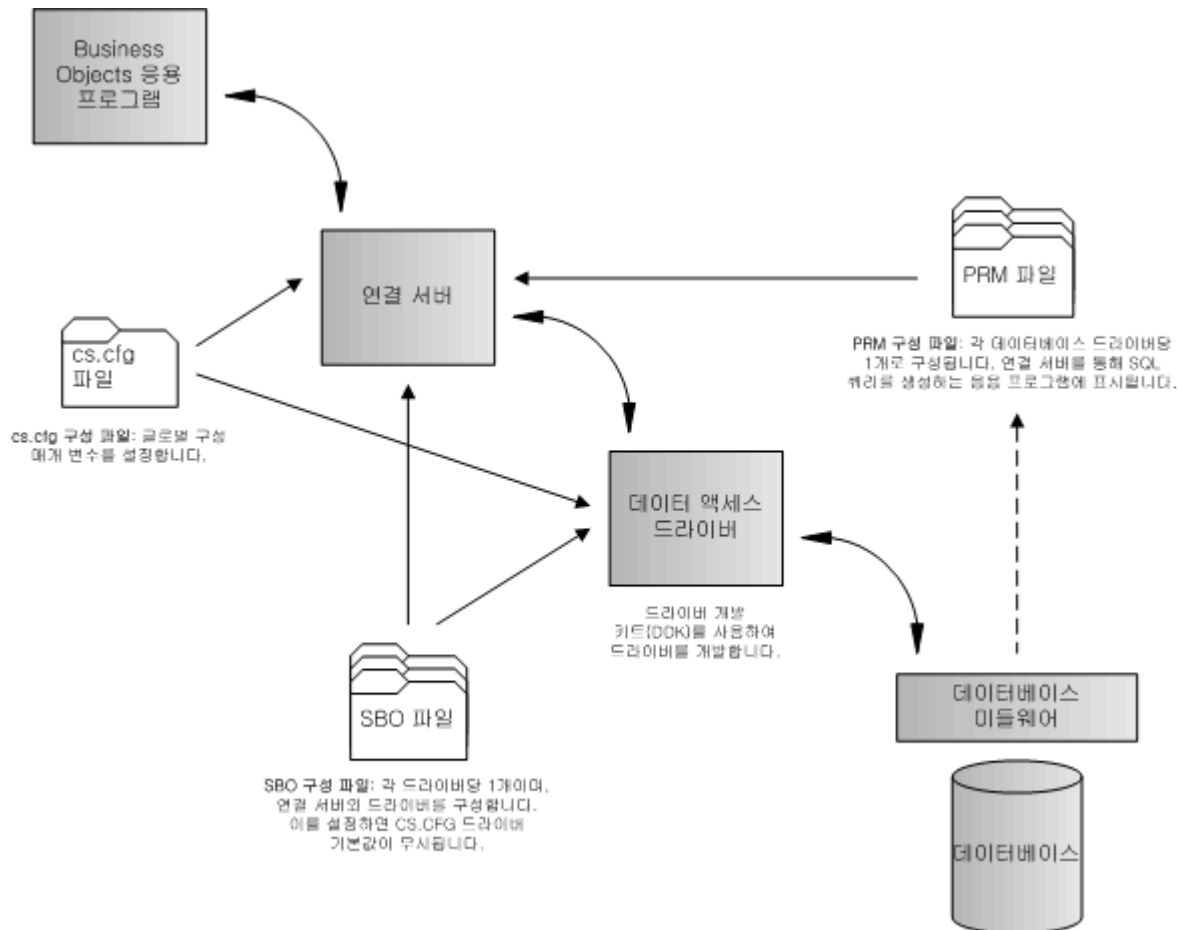 Business
Objects 응용
프로그램
연결 서버
PRM 파일
PRM 구성 파일: 각 데이터베이스 드라이버당
1개로 구성됩니다. 연결 서버를 통해 SQL
쿼리를 생성하는 응용 프로그램에 표시됩니다.
cs.cfg
파일
cs.cfg 구성 파일: 글로벌 구성
매개 변수를 설정합니다.
데이터 액세스
드라이버
드라이버 개발
키트(DDK)를 사용하여
드라이버를 개발합니다.
SBO 파일
SBO 구성 파일: 각 드라이버당 1개이며,
연결 서버와 드라이버를 구성합니다.
이를 설정하면 CS.CFG 드라이버
기본값이 무시됩니다.
데이터베이스
미들웨어
데이터베이스